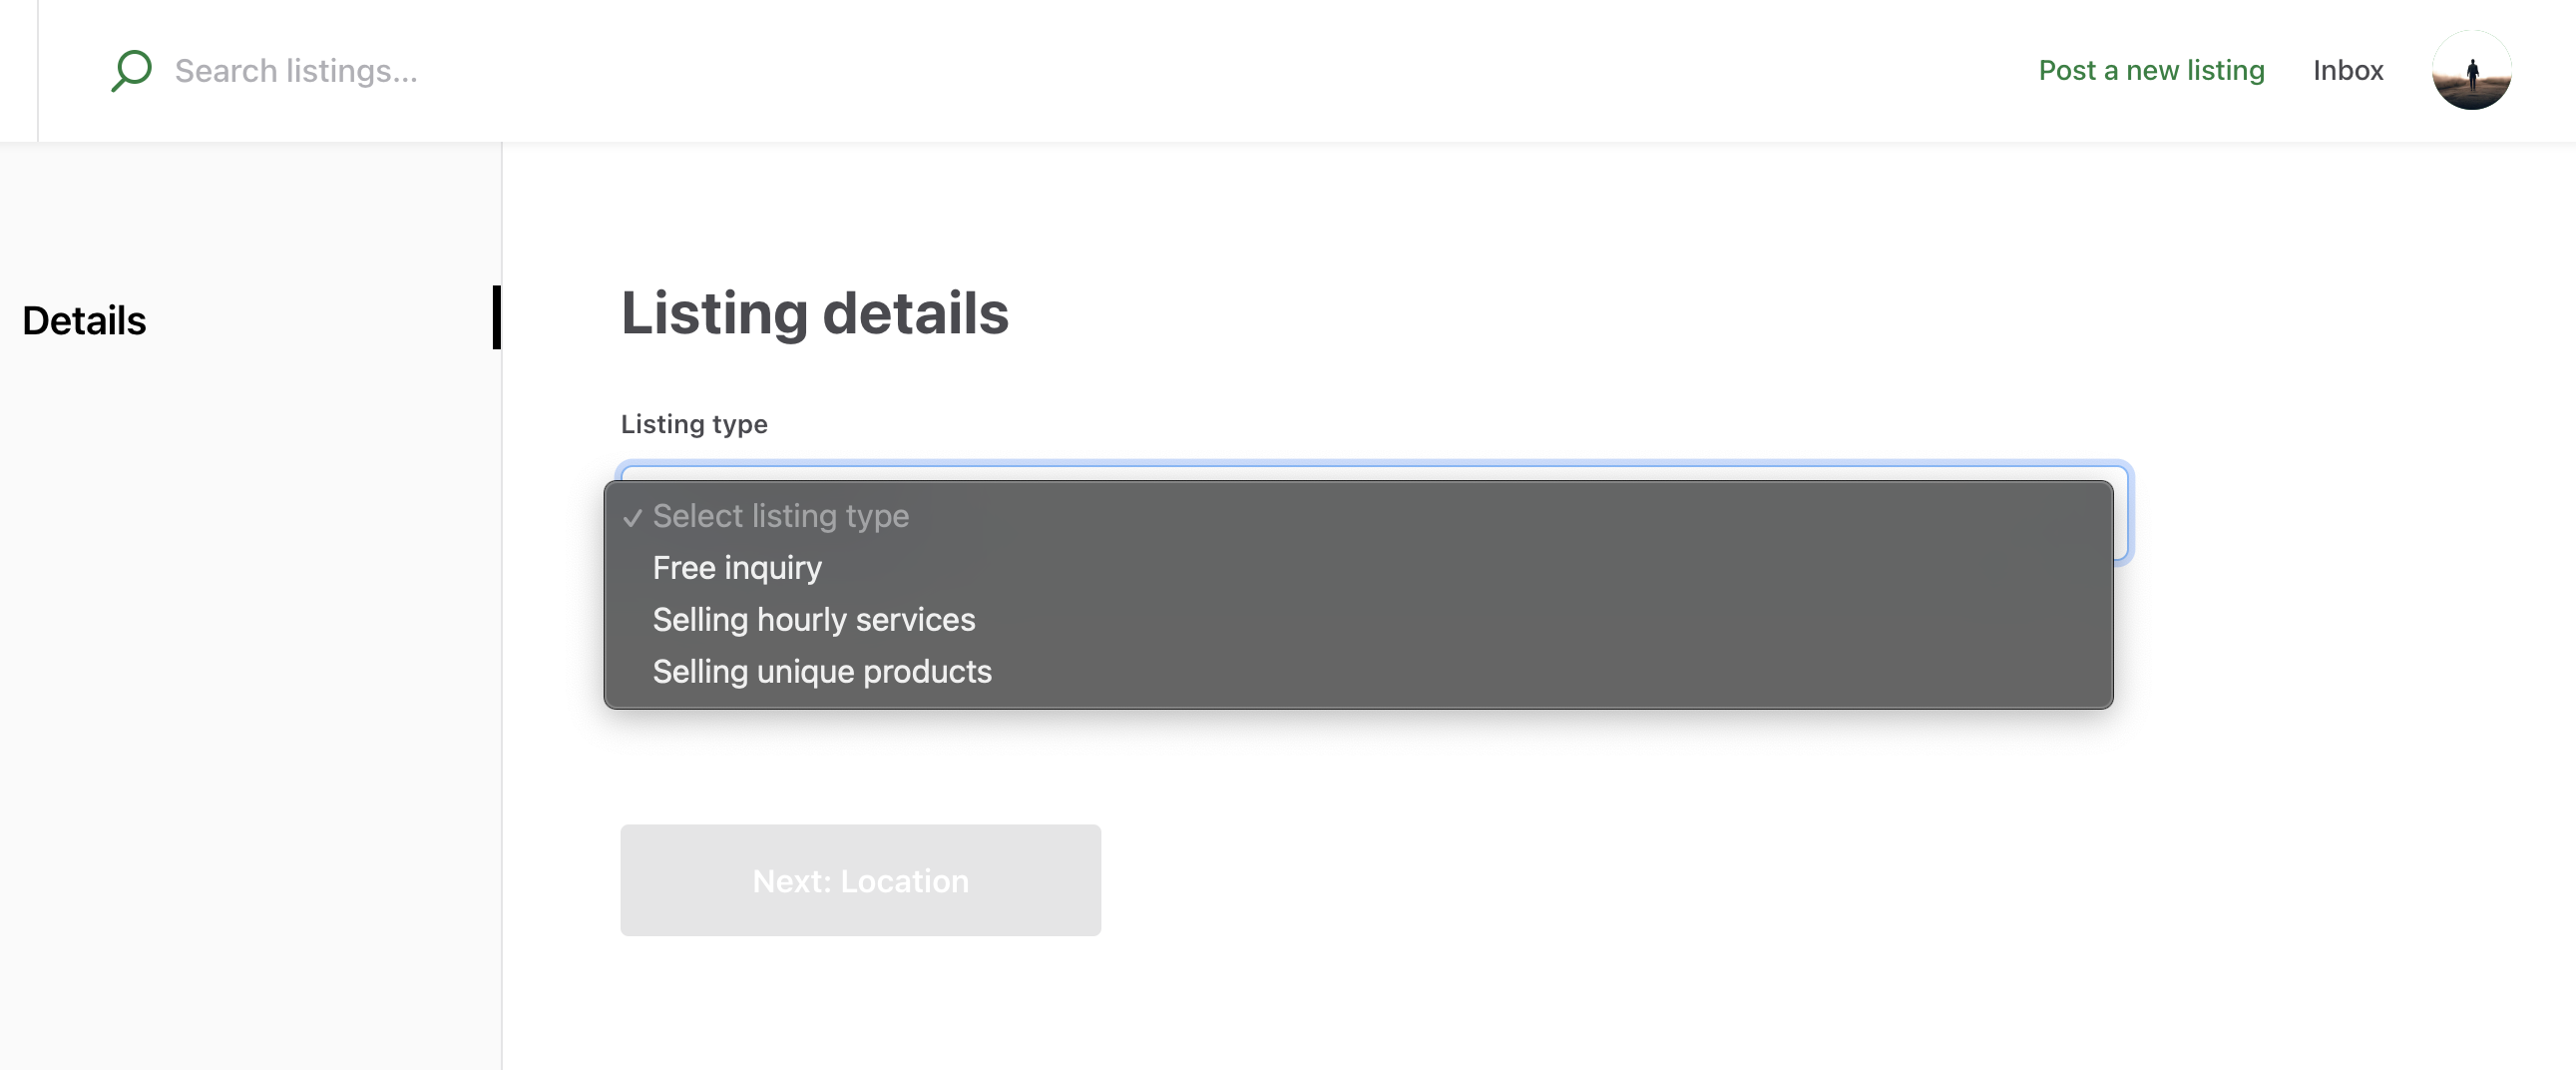 Search listings...
Post a new listing
Inbox
Details
Listing details
Listing type
Select listing type
Free inquiry
Selling hourly services
Selling unique products
Next: Location